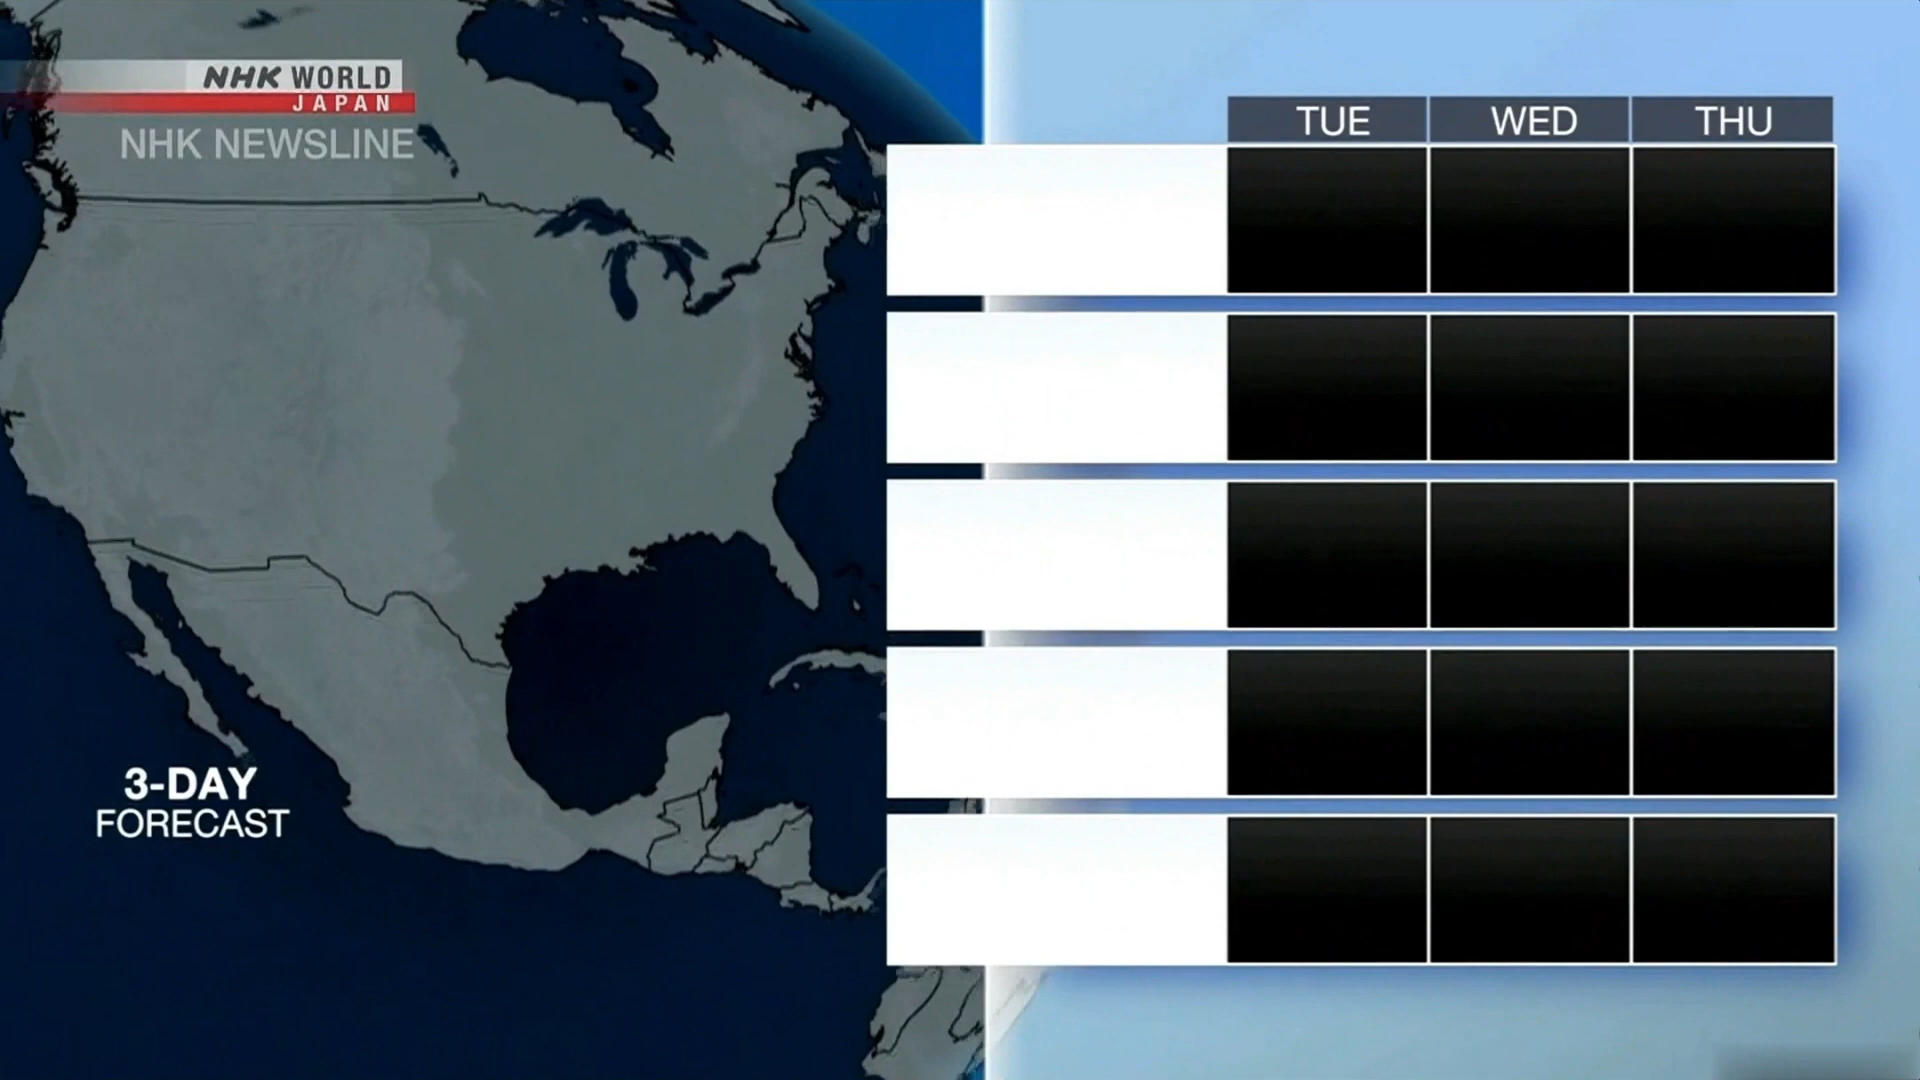 NHK WORLD
JAPAN
NHK NEWSLINE
TUE WED THU
3-DAY
FORECAST